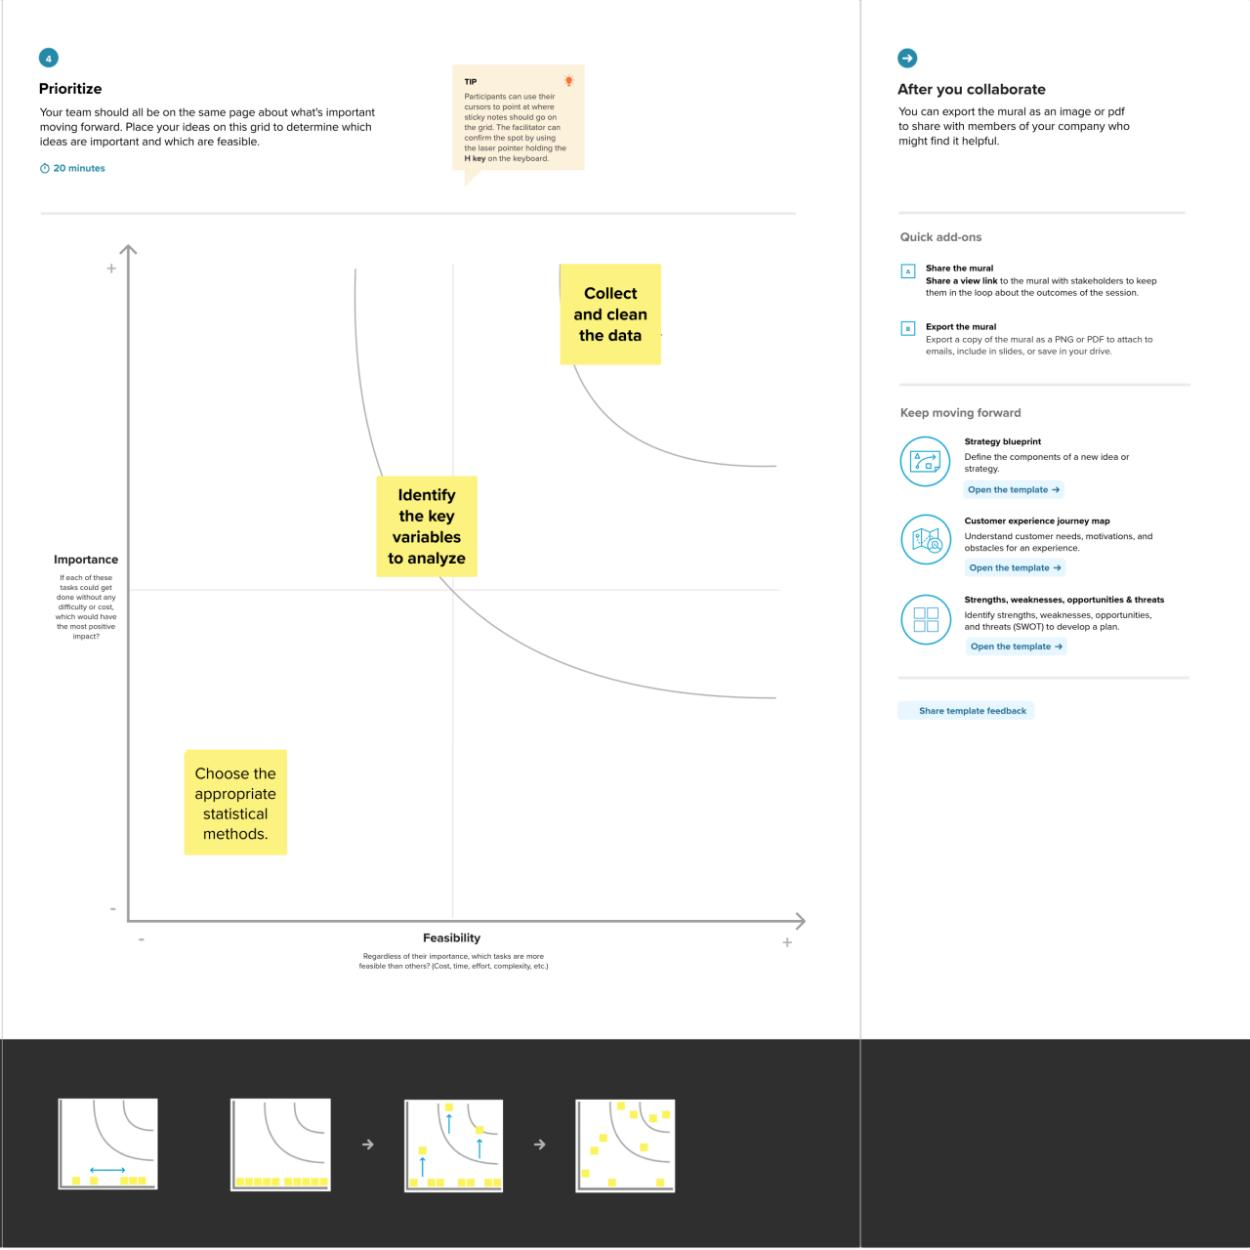 4
Prioritize
Your team should all be on the same page about what's important
moving forward. Place your ideas on this grid to determine which
ideas are important and which are feasible.
20 minutes
TIP
Participants can use their
cursors to point at where
sticky notes should go on
the grid. The facilitator can
confirm the spot by using
the laser pointer holding the
H key on the keyboard.
+
Collect
and clean
the data
Identify
the key
variables
to analyze
Importance
If each of these
tasks could get
done without any
difficulty or cost,
which would have
the most positive
impact?
Choose the
appropriate
statistical
methods.
-
-
Feasibility
+
Regardless of their importance, which tasks are more
feasible than others? (Cost, time, effort, complexity, etc.)
After you collaborate
You can export the mural as an image or pdf
to share with members of your company who
might find it helpful.
Quick add-ons
A
Share the mural
Share a view link to the mural with stakeholders to keep
them in the loop about the outcomes of the session.
B
Export the mural
Export a copy of the mural as a PNG or PDF to attach to
emails, include in slides, or save in your drive.
Keep moving forward
Strategy blueprint
Define the components of a new idea or
strategy.
Open the template →
Customer experience journey map
Understand customer needs, motivations, and
obstacles for an experience.
Open the template →
Strengths, weaknesses, opportunities & threats
Identify strengths, weaknesses, opportunities,
and threats (SWOT) to develop a plan.
Open the template →
Share template feedback